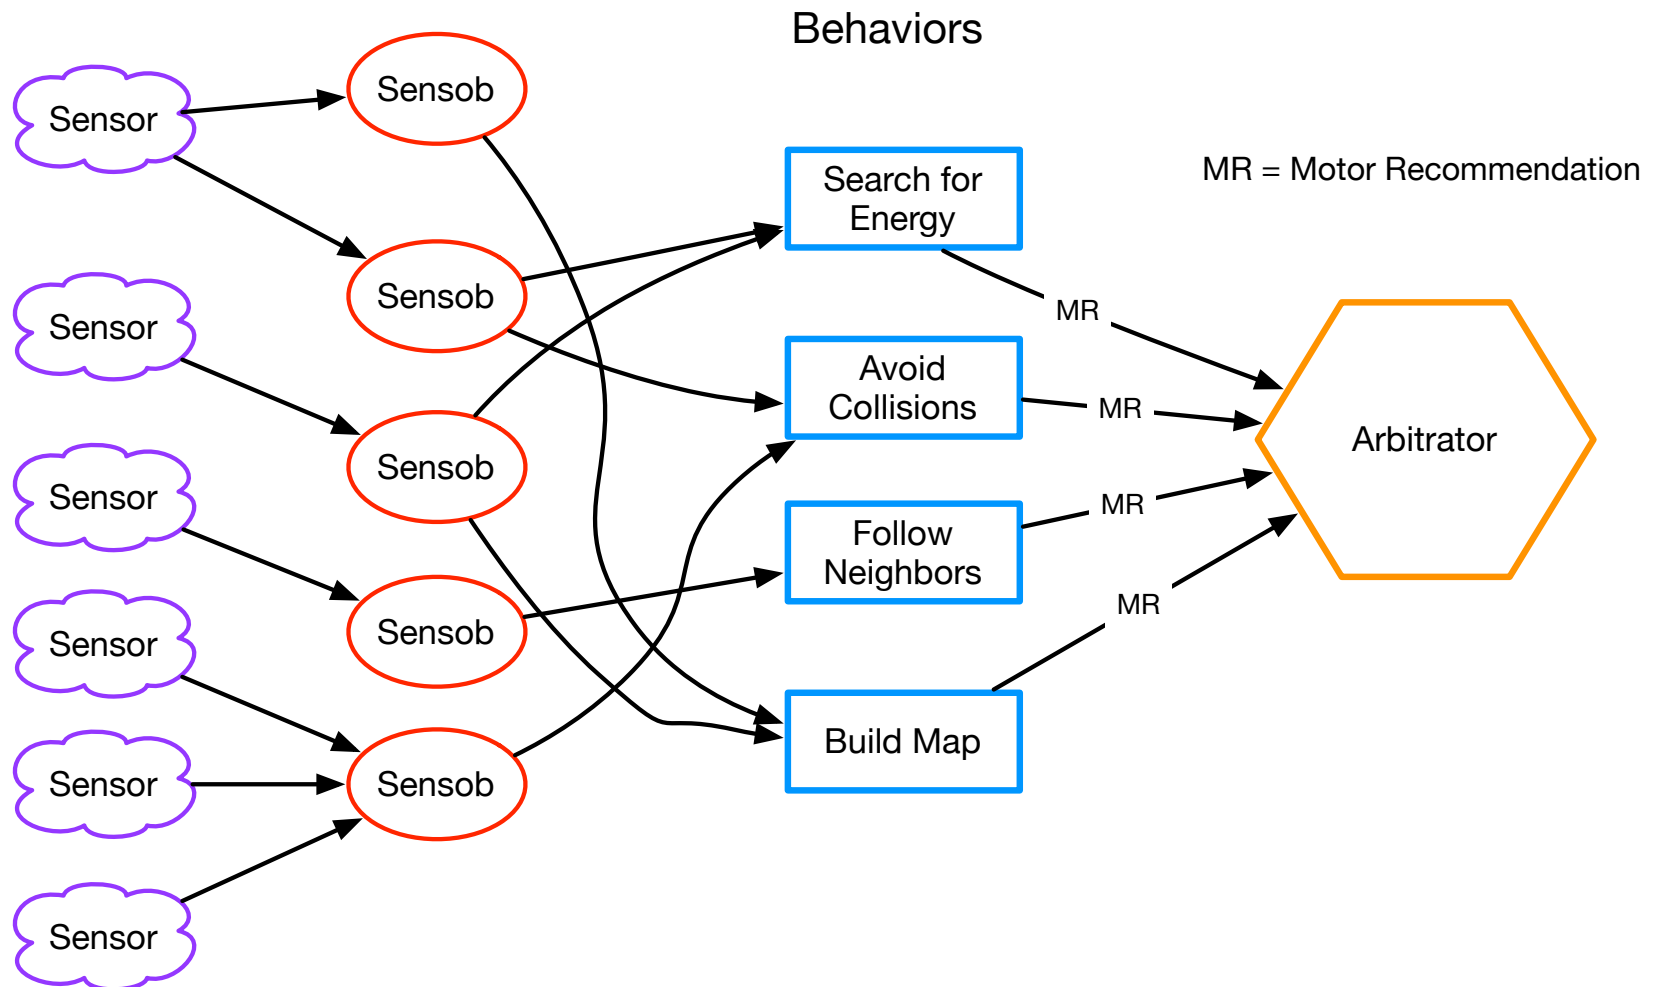 Behaviors
Sensor
Sensor
Sensor
Sensor
Sensor
Sensor
Sensob
Sensob
Sensob
Sensob
Sensob
Search for
Energy
Avoid
Collisions
Follow
Neighbors
Build Map
MR = Motor Recommendation
MR
MR
MR
MR
Arbitrator